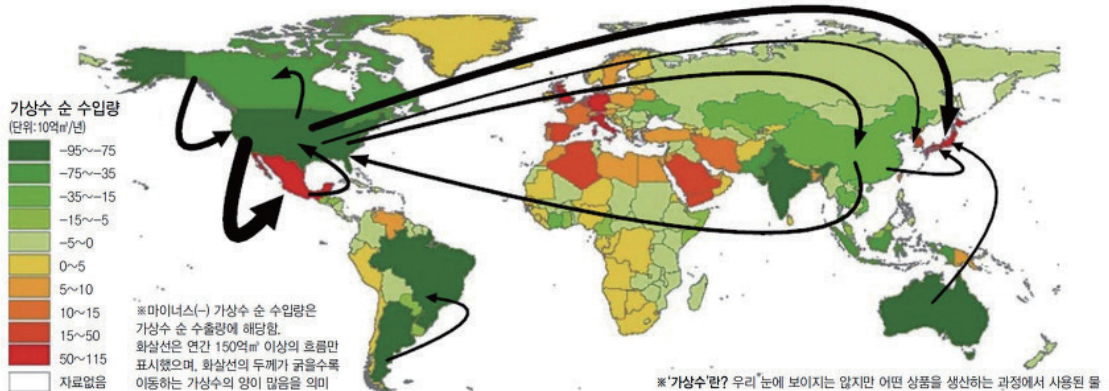 가상수 순 수입량
(단위:10억㎥/년)
-95~-75
-75~-35
-35~-15
-15~-5
-5~0
0~5
5~10
10~15
15~50
50~115
자료없음
※마이너스(-) 가상수 순 수입량은
가상수 순 수출량에 해당함.
화살선은 연간 150억㎥ 이상의 흐름만
표시했으며, 화살선의 두께가 굵을수록
이동하는 가상수의 양이 많음을 의미
※'가상수'란? 우리 눈에 보이지는 않지만 어떤 상품을 생산하는 과정에서 사용된 물